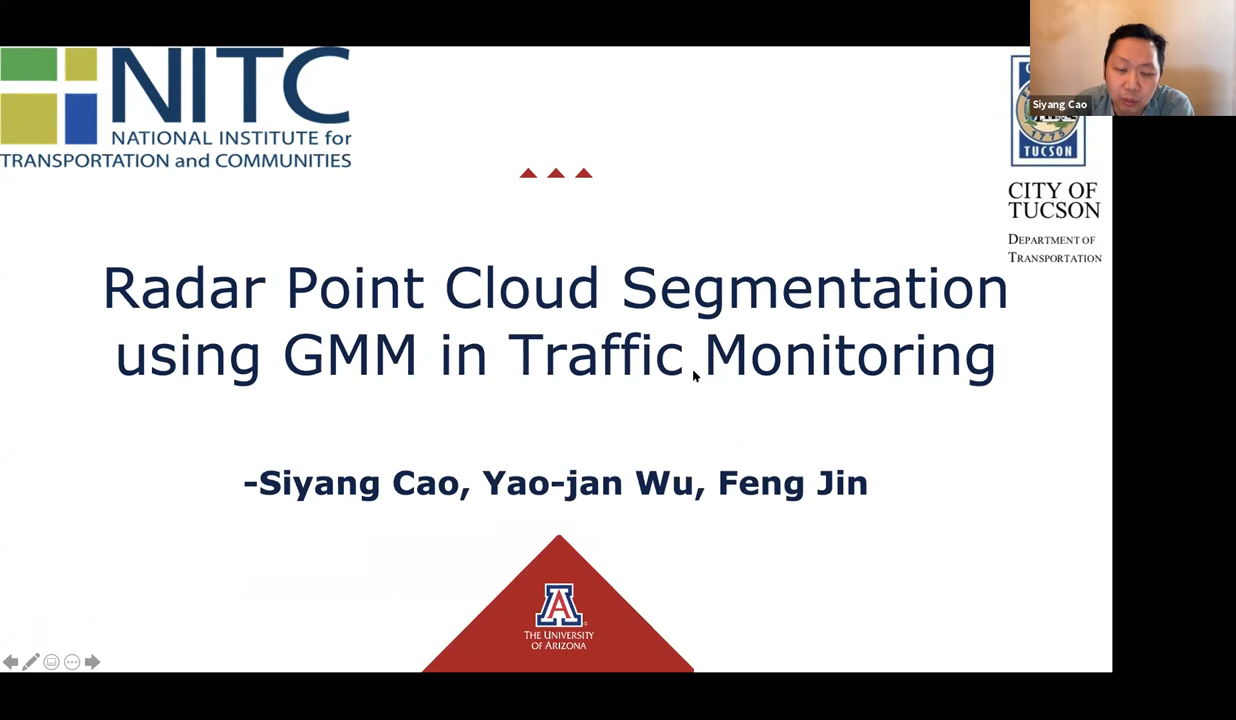 NITC
NATIONAL INSTITUTE for
TRANSPORTATION and COMMUNITIES
Siyang Cao
1775
TUCSON
CITY OF
TUCSON
DEPARTMENT OF
TRANSPORTATION
Radar Point Cloud Segmentation
using GMM in Traffic Monitoring
-Siyang Cao, Yao-jan Wu, Feng Jin
A
THE UNIVERSITY
OF ARIZONA